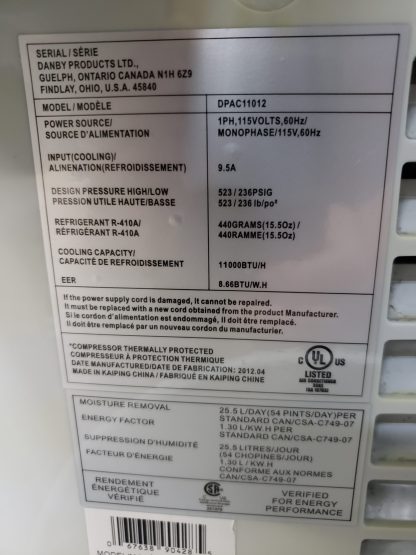 SERIAL / SÉRIE
DANBY PRODUCTS LTD.,
GUELPH, ONTARIO CANADA N1H 6Z9
FINDLAY, OHIO, U.S.A. 45840
MODEL / MODÈLE DPAC11012
POWER SOURCE/ 1PH,115VOLTS,60Hz/
SOURCE D'ALIMENTATION MONOPHASE/115V,60Hz
INPUT(COOLING)/ 9.5A
ALINENATION(REFROIDISSEMENT)
DESIGN PRESSURE HIGH/LOW 523 / 236PSIG
PRESSION UTILE HAUTE/BASSE 523 / 236 lb/po²
REFRIGERANT R-410A/ 440GRAMS(15.5Oz) /
RÉFRIGÉRANT R-410A 440RAMME(15.5Oz)
COOLING CAPACITY/
CAPACITÉ DE REFROIDISSEMENT 11000BTU/H
EER 8.66BTU/W.H
If the power supply cord is damaged, it cannot be repaired.
It must be replaced with a new cord obtained from the product Manufacturer.
Si le cordon d'alimentation est endommagé, il doit être remplacé.
Il doit être remplacé par un nouveau cordon du manufacturier.
*COMPRESSOR THERMALLY PROTECTED
COMPRESSEUR À PROTECTION THERMIQUE
DATE MANUFACTURED/DATE DE FABRICATION: 2012.04
MADE IN KAIPING CHINA / FABRIQUÉ EN KAIPING CHINE
C UL US
LISTED
AIR CONDITIONER
MOISTURE REMOVAL 25.5 L/DAY(54 PINTS/DAY)PER
STANDARD CAN/CSA-C749-07
ENERGY FACTOR 1.30 L/KW.H PER
STANDARD CAN/CSA-C749-07
SUPPRESSION D'HUMIDITÉ 25.5 LITRES/JOUR
(54 CHOPINES/JOUR)
FACTEUR D'ÉNERGIE 1.30 L / KW.H
CONFORME AUX NORMES
CAN/CSA-C749-07
RENDEMENT
ÉNERGÉTIQUE
VÉRIFIÉ
VERIFIED
FOR ENERGY
PERFORMANCE
0 67638 90428 5